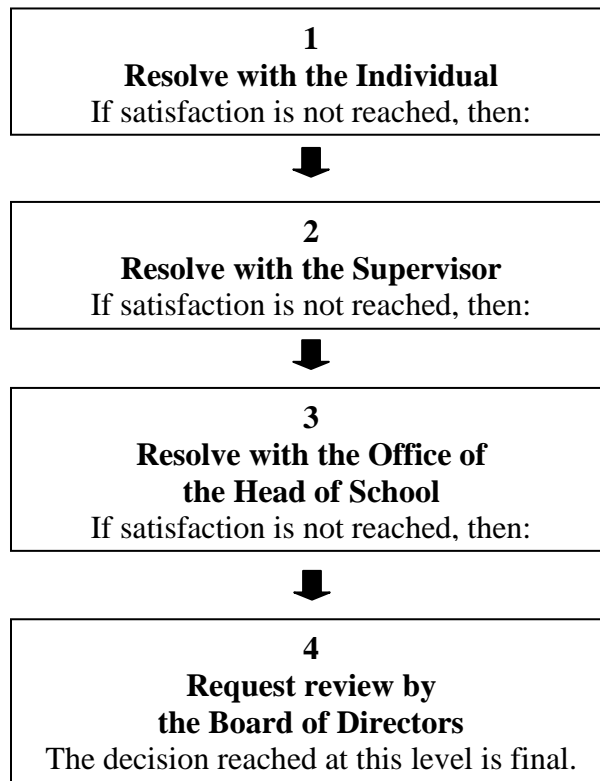 1
Resolve with the Individual
If satisfaction is not reached, then:
2
Resolve with the Supervisor
If satisfaction is not reached, then:
3
Resolve with the Office of
the Head of School
If satisfaction is not reached, then:
4
Request review by
the Board of Directors
The decision reached at this level is final.